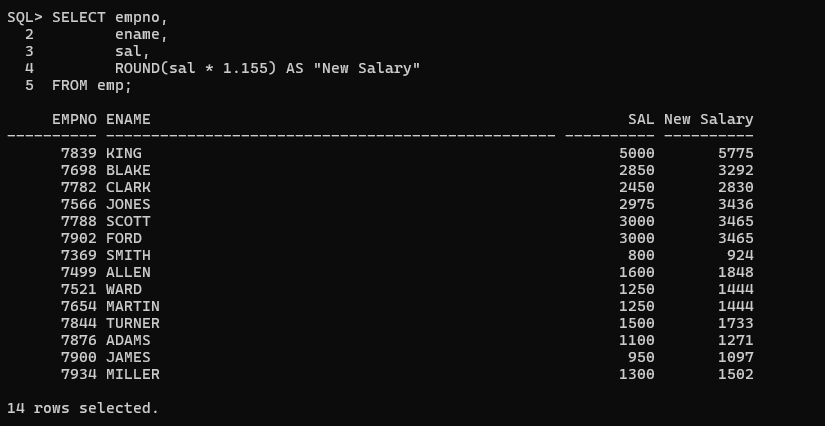 SQL> SELECT empno,
  2         ename,
  3         sal,
  4         ROUND(sal * 1.155) AS "New Salary"
  5  FROM emp;
     EMPNO ENAME                                                     SAL New Salary
---------- -------------------------------------------------- ---------- ----------
      7839 KING                                                     5000       5775
      7698 BLAKE                                                    2850       3292
      7782 CLARK                                                    2450       2830
      7566 JONES                                                    2975       3436
      7788 SCOTT                                                    3000       3465
      7902 FORD                                                     3000       3465
      7369 SMITH                                                     800        924
      7499 ALLEN                                                    1600       1848
      7521 WARD                                                     1250       1444
      7654 MARTIN                                                   1250       1444
      7844 TURNER                                                   1500       1733
      7876 ADAMS                                                    1100       1271
      7900 JAMES                                                     950       1097
      7934 MILLER                                                   1300       1502
14 rows selected.